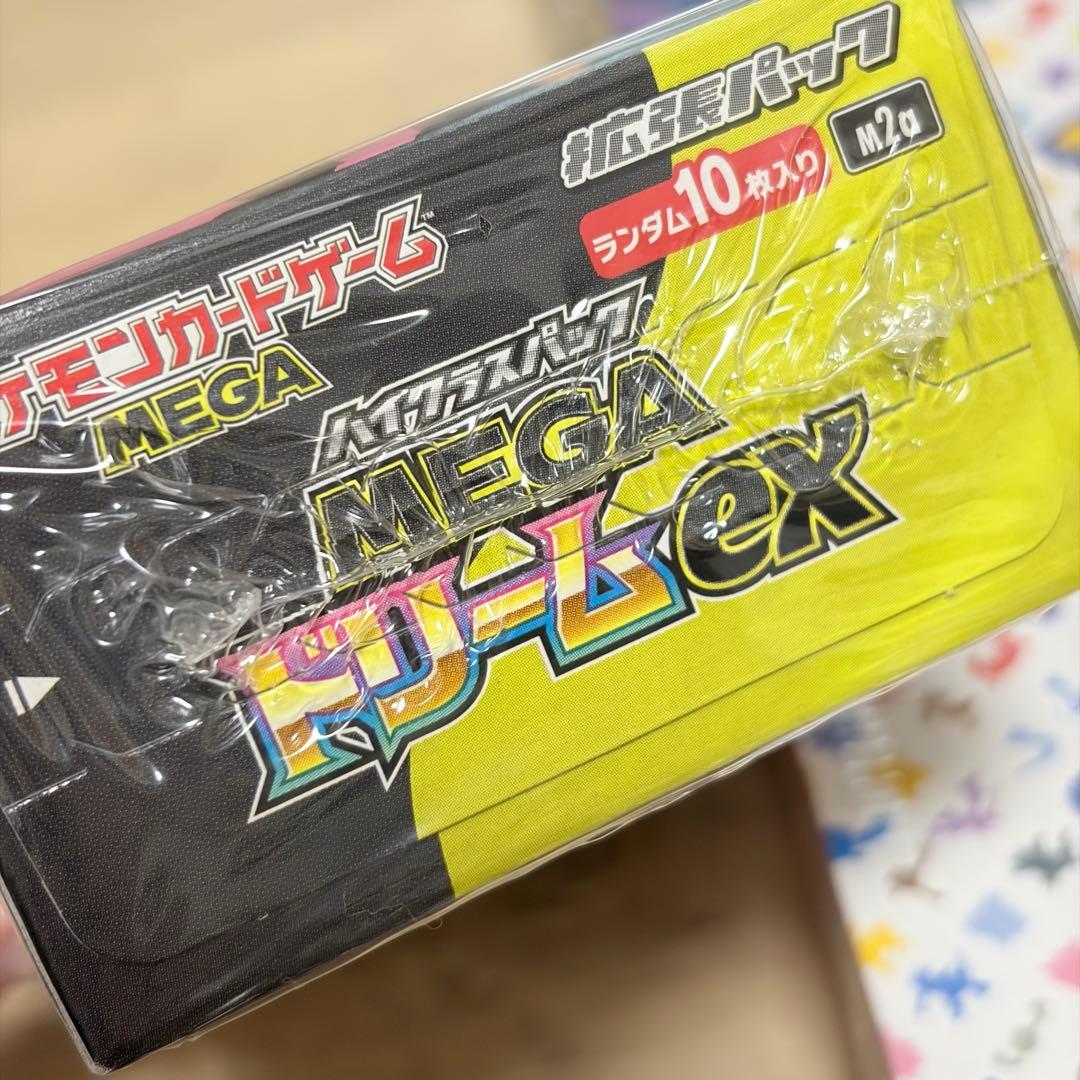 拡張パック
M2a
ランダム10枚入り
ケモンカードゲーム™
MEGA
ハイクラスパック
MEGA
ドリームex